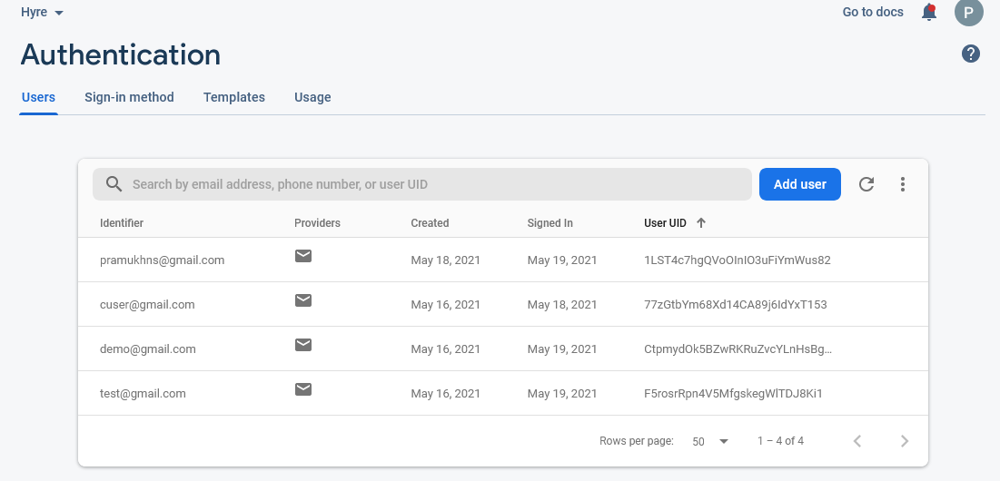 Hyre Go to docs P
Authentication
Users Sign-in method Templates Usage
Search by email address, phone number, or user UID Add user
Identifier Providers Created Signed In User UID
pramukhns@gmail.com May 18, 2021 May 19, 2021 1LST4c7hgQVoOInIO3uFiYmWus82
cuser@gmail.com May 16, 2021 May 18, 2021 77zGtbYm68Xd14CA89j6IdYxT153
demo@gmail.com May 16, 2021 May 19, 2021 CtpmydOk5BZwRKRuZvcYLnHsBg...
test@gmail.com May 16, 2021 May 19, 2021 F5rosrRpn4V5MfgskegWlTDJ8Ki1
Rows per page: 50 1 – 4 of 4